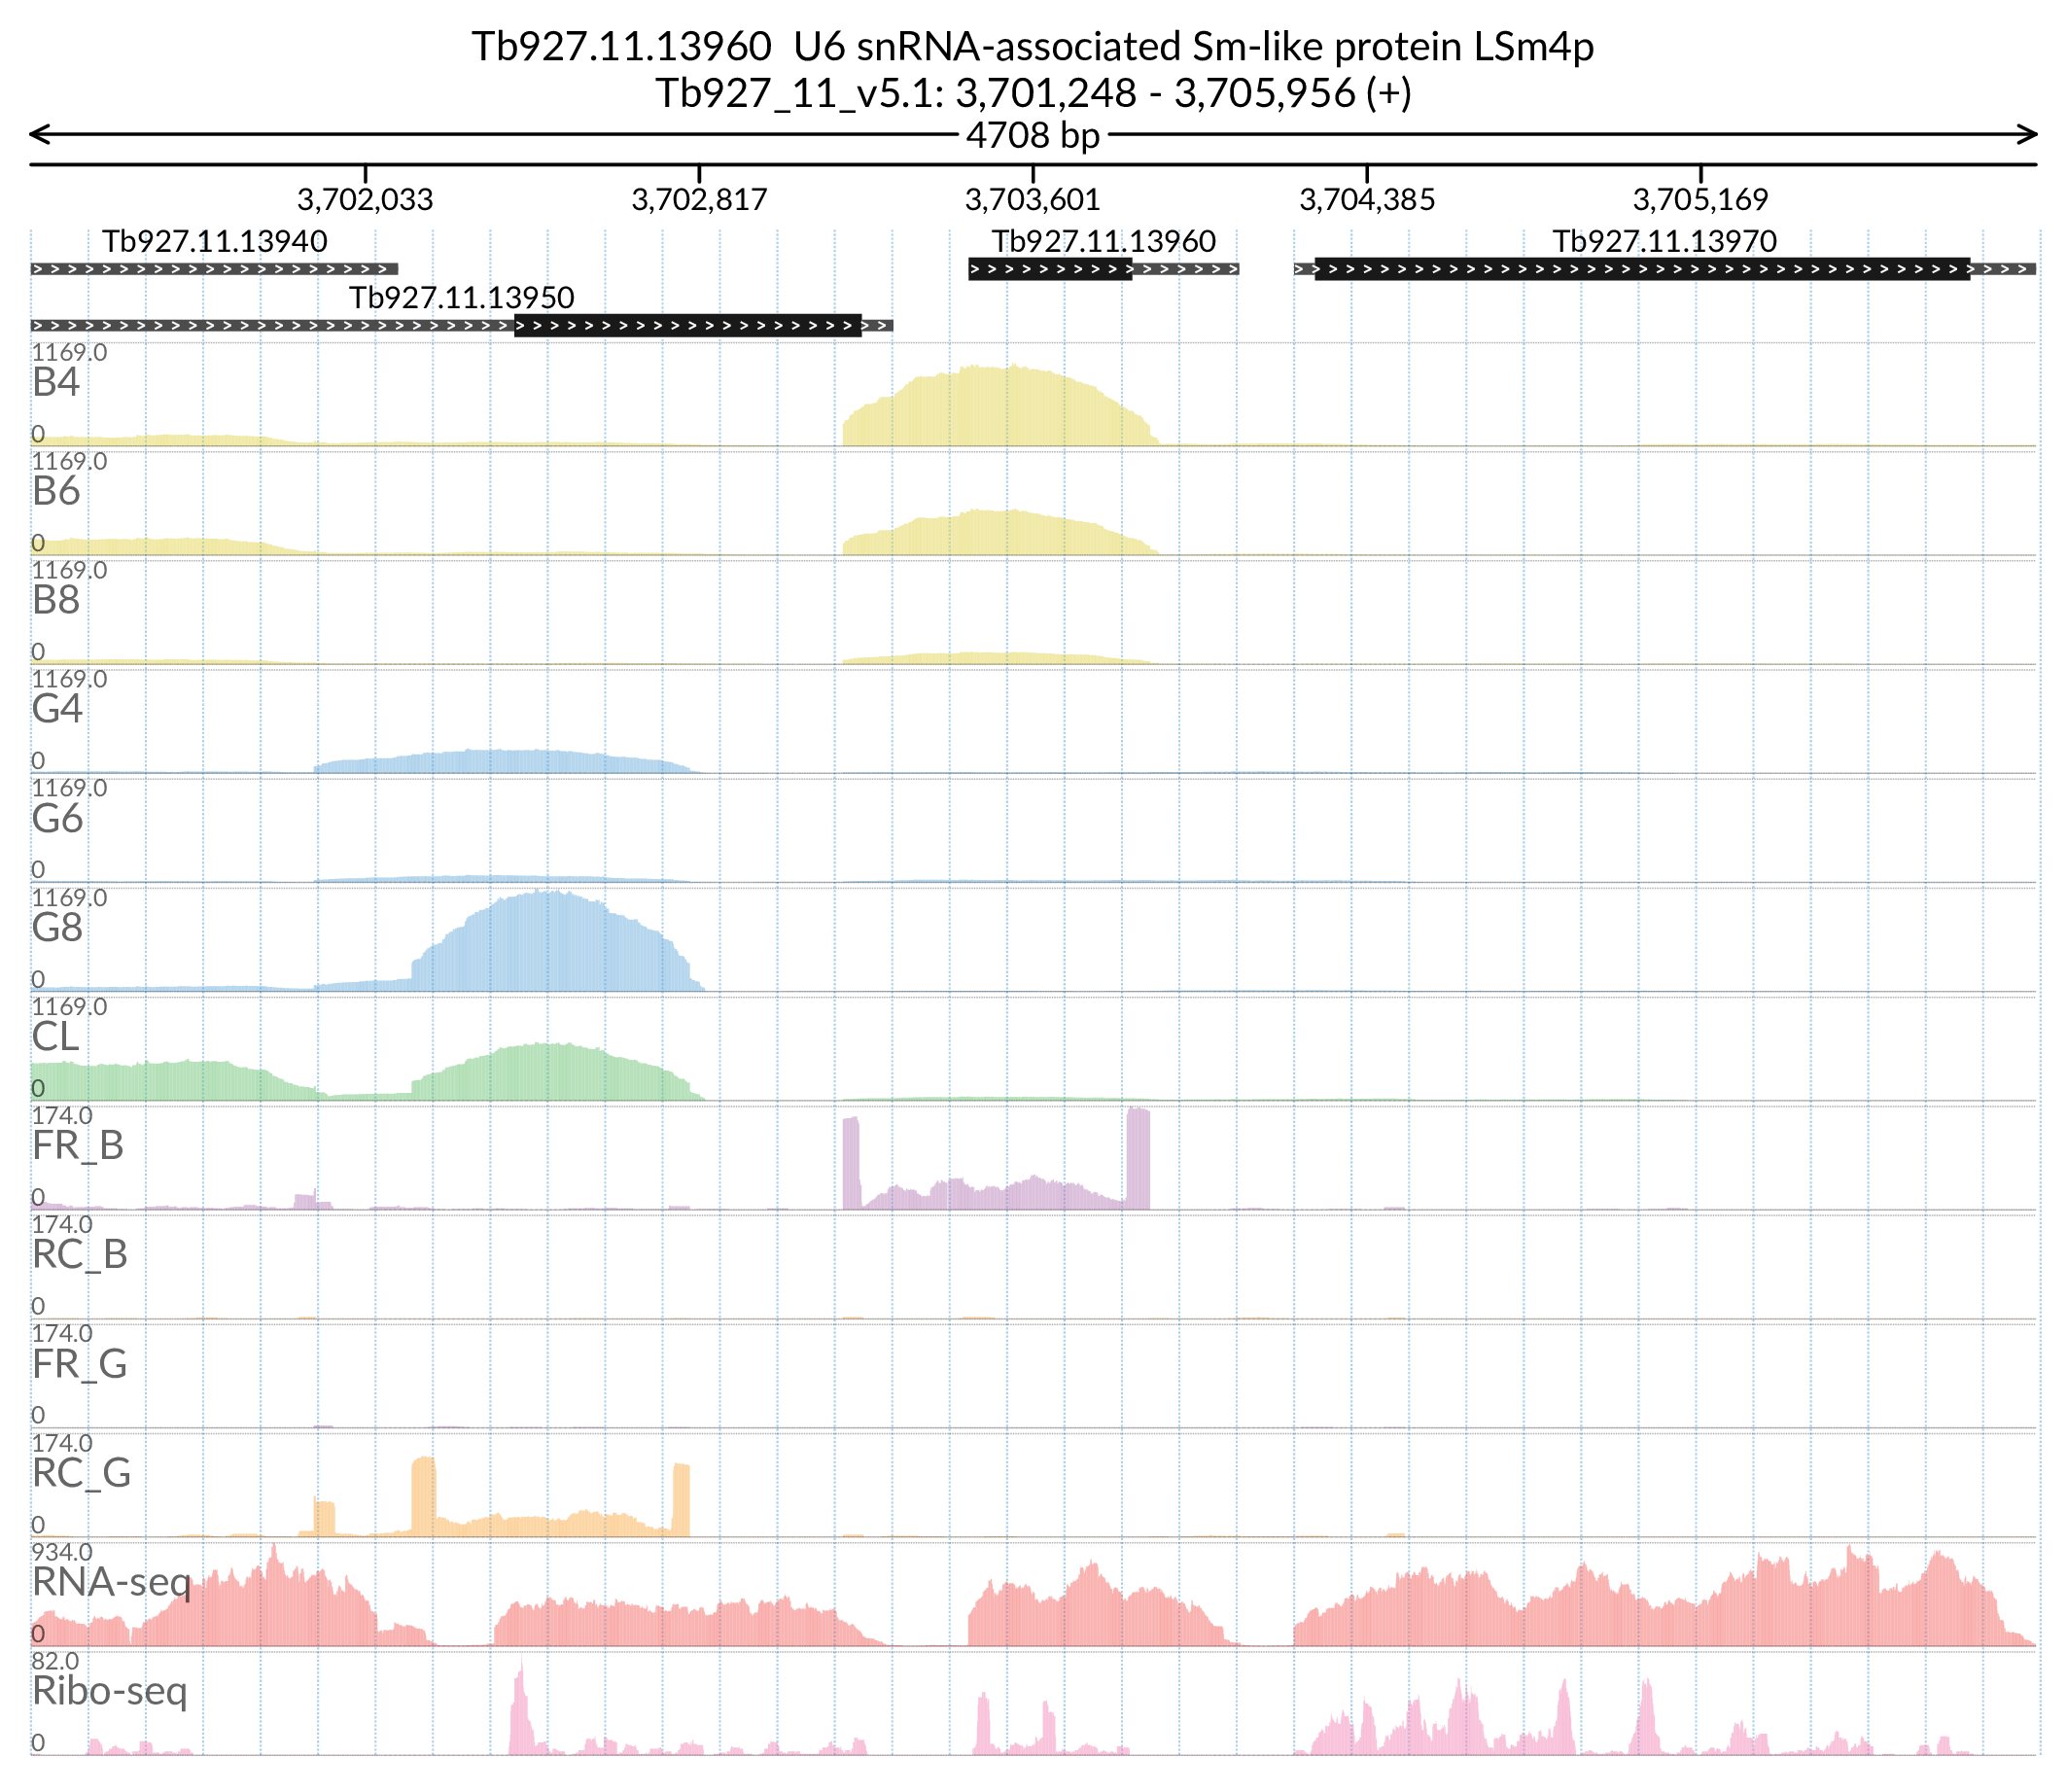 Tb927.11.13960  U6 snRNA-associated Sm-like protein LSm4p
Tb927_11_v5.1: 3,701,248 - 3,705,956 (+)
4708 bp
3,702,033 3,702,817 3,703,601 3,704,385 3,705,169
Tb927.11.13940 Tb927.11.13960 Tb927.11.13970
Tb927.11.13950
1169.0
B4
0
1169.0
B6
0
1169.0
B8
0
1169.0
G4
0
1169.0
G6
0
1169.0
G8
0
1169.0
CL
0
174.0
FR_B
0
174.0
RC_B
0
174.0
FR_G
0
174.0
RC_G
0
934.0
RNA-seq
0
82.0
Ribo-seq
0